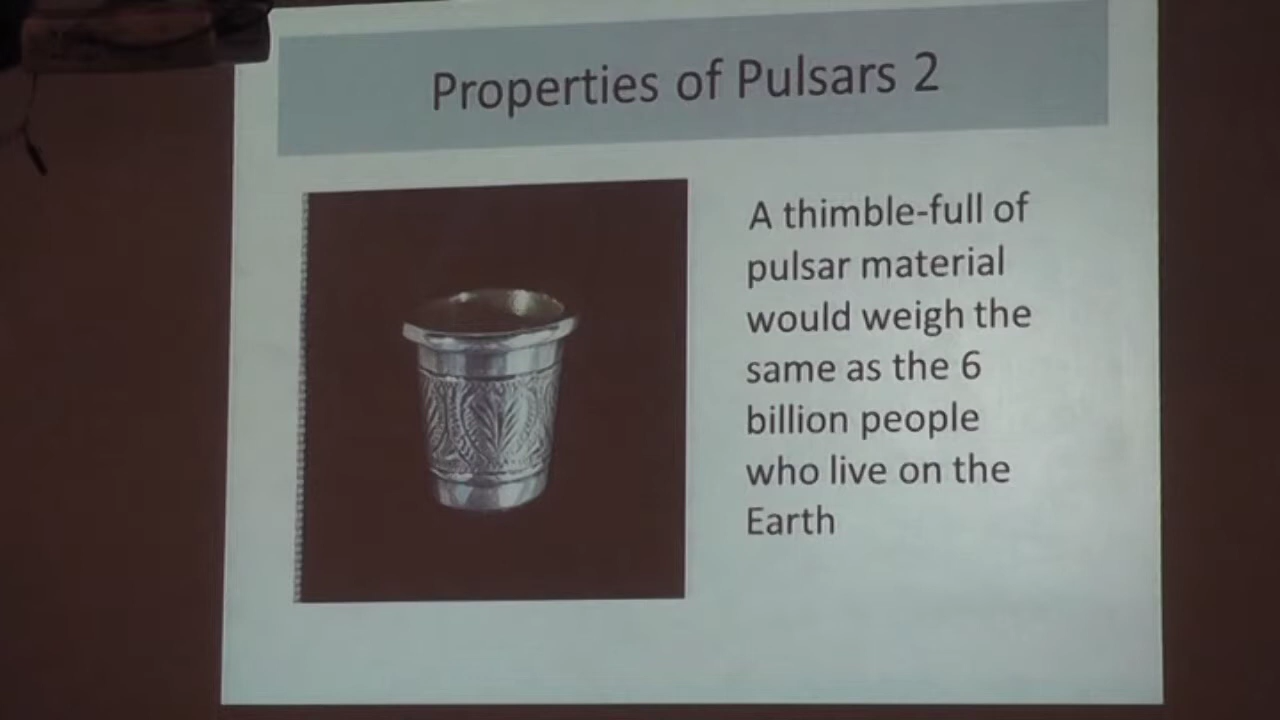 Properties of Pulsars 2
A thimble-full of
pulsar material
would weigh the
same as the 6
billion people
who live on the
Earth